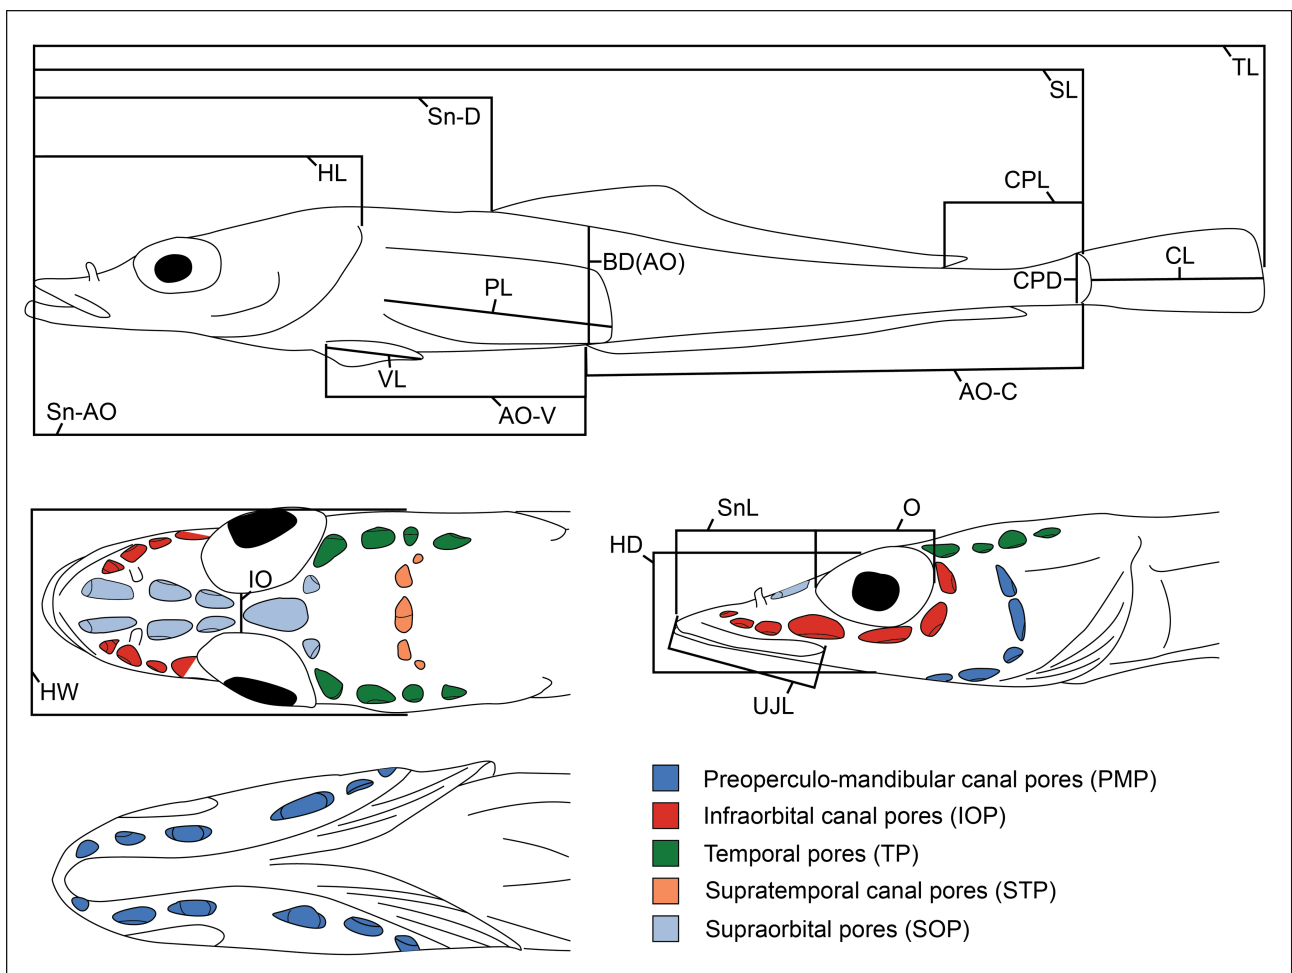 TL
SL
Sn-D
HL
CPL
BD(AO)
CL
CPD
PL
VL
AO-C
Sn-AO
AO-V
SnL
O
HD
IO
HW
UJL
Preoperculo-mandibular canal pores (PMP)
Infraorbital canal pores (IOP)
Temporal pores (TP)
Supratemporal canal pores (STP)
Supraorbital pores (SOP)